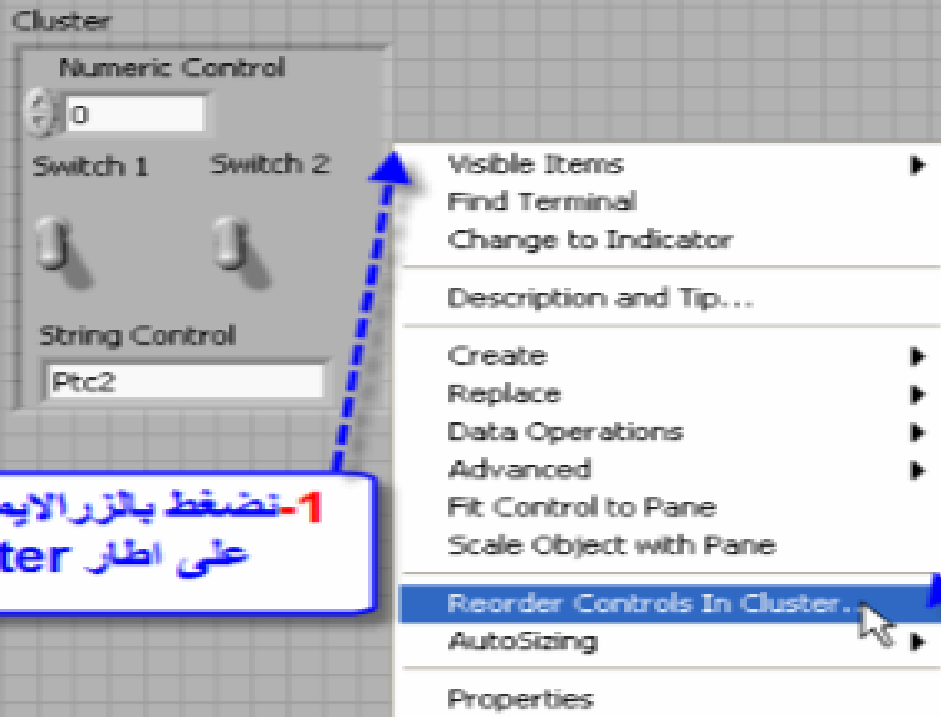 Cluster
Numeric Control
0
Switch 1 Switch 2
String Control
Ptc2
1-نضغط بالزر الايم
على اطار ter
Visible Items
Find Terminal
Change to Indicator
Description and Tip...
Create
Replace
Data Operations
Advanced
Fit Control to Pane
Scale Object with Pane
Reorder Controls In Cluster..
AutoSizing
Properties